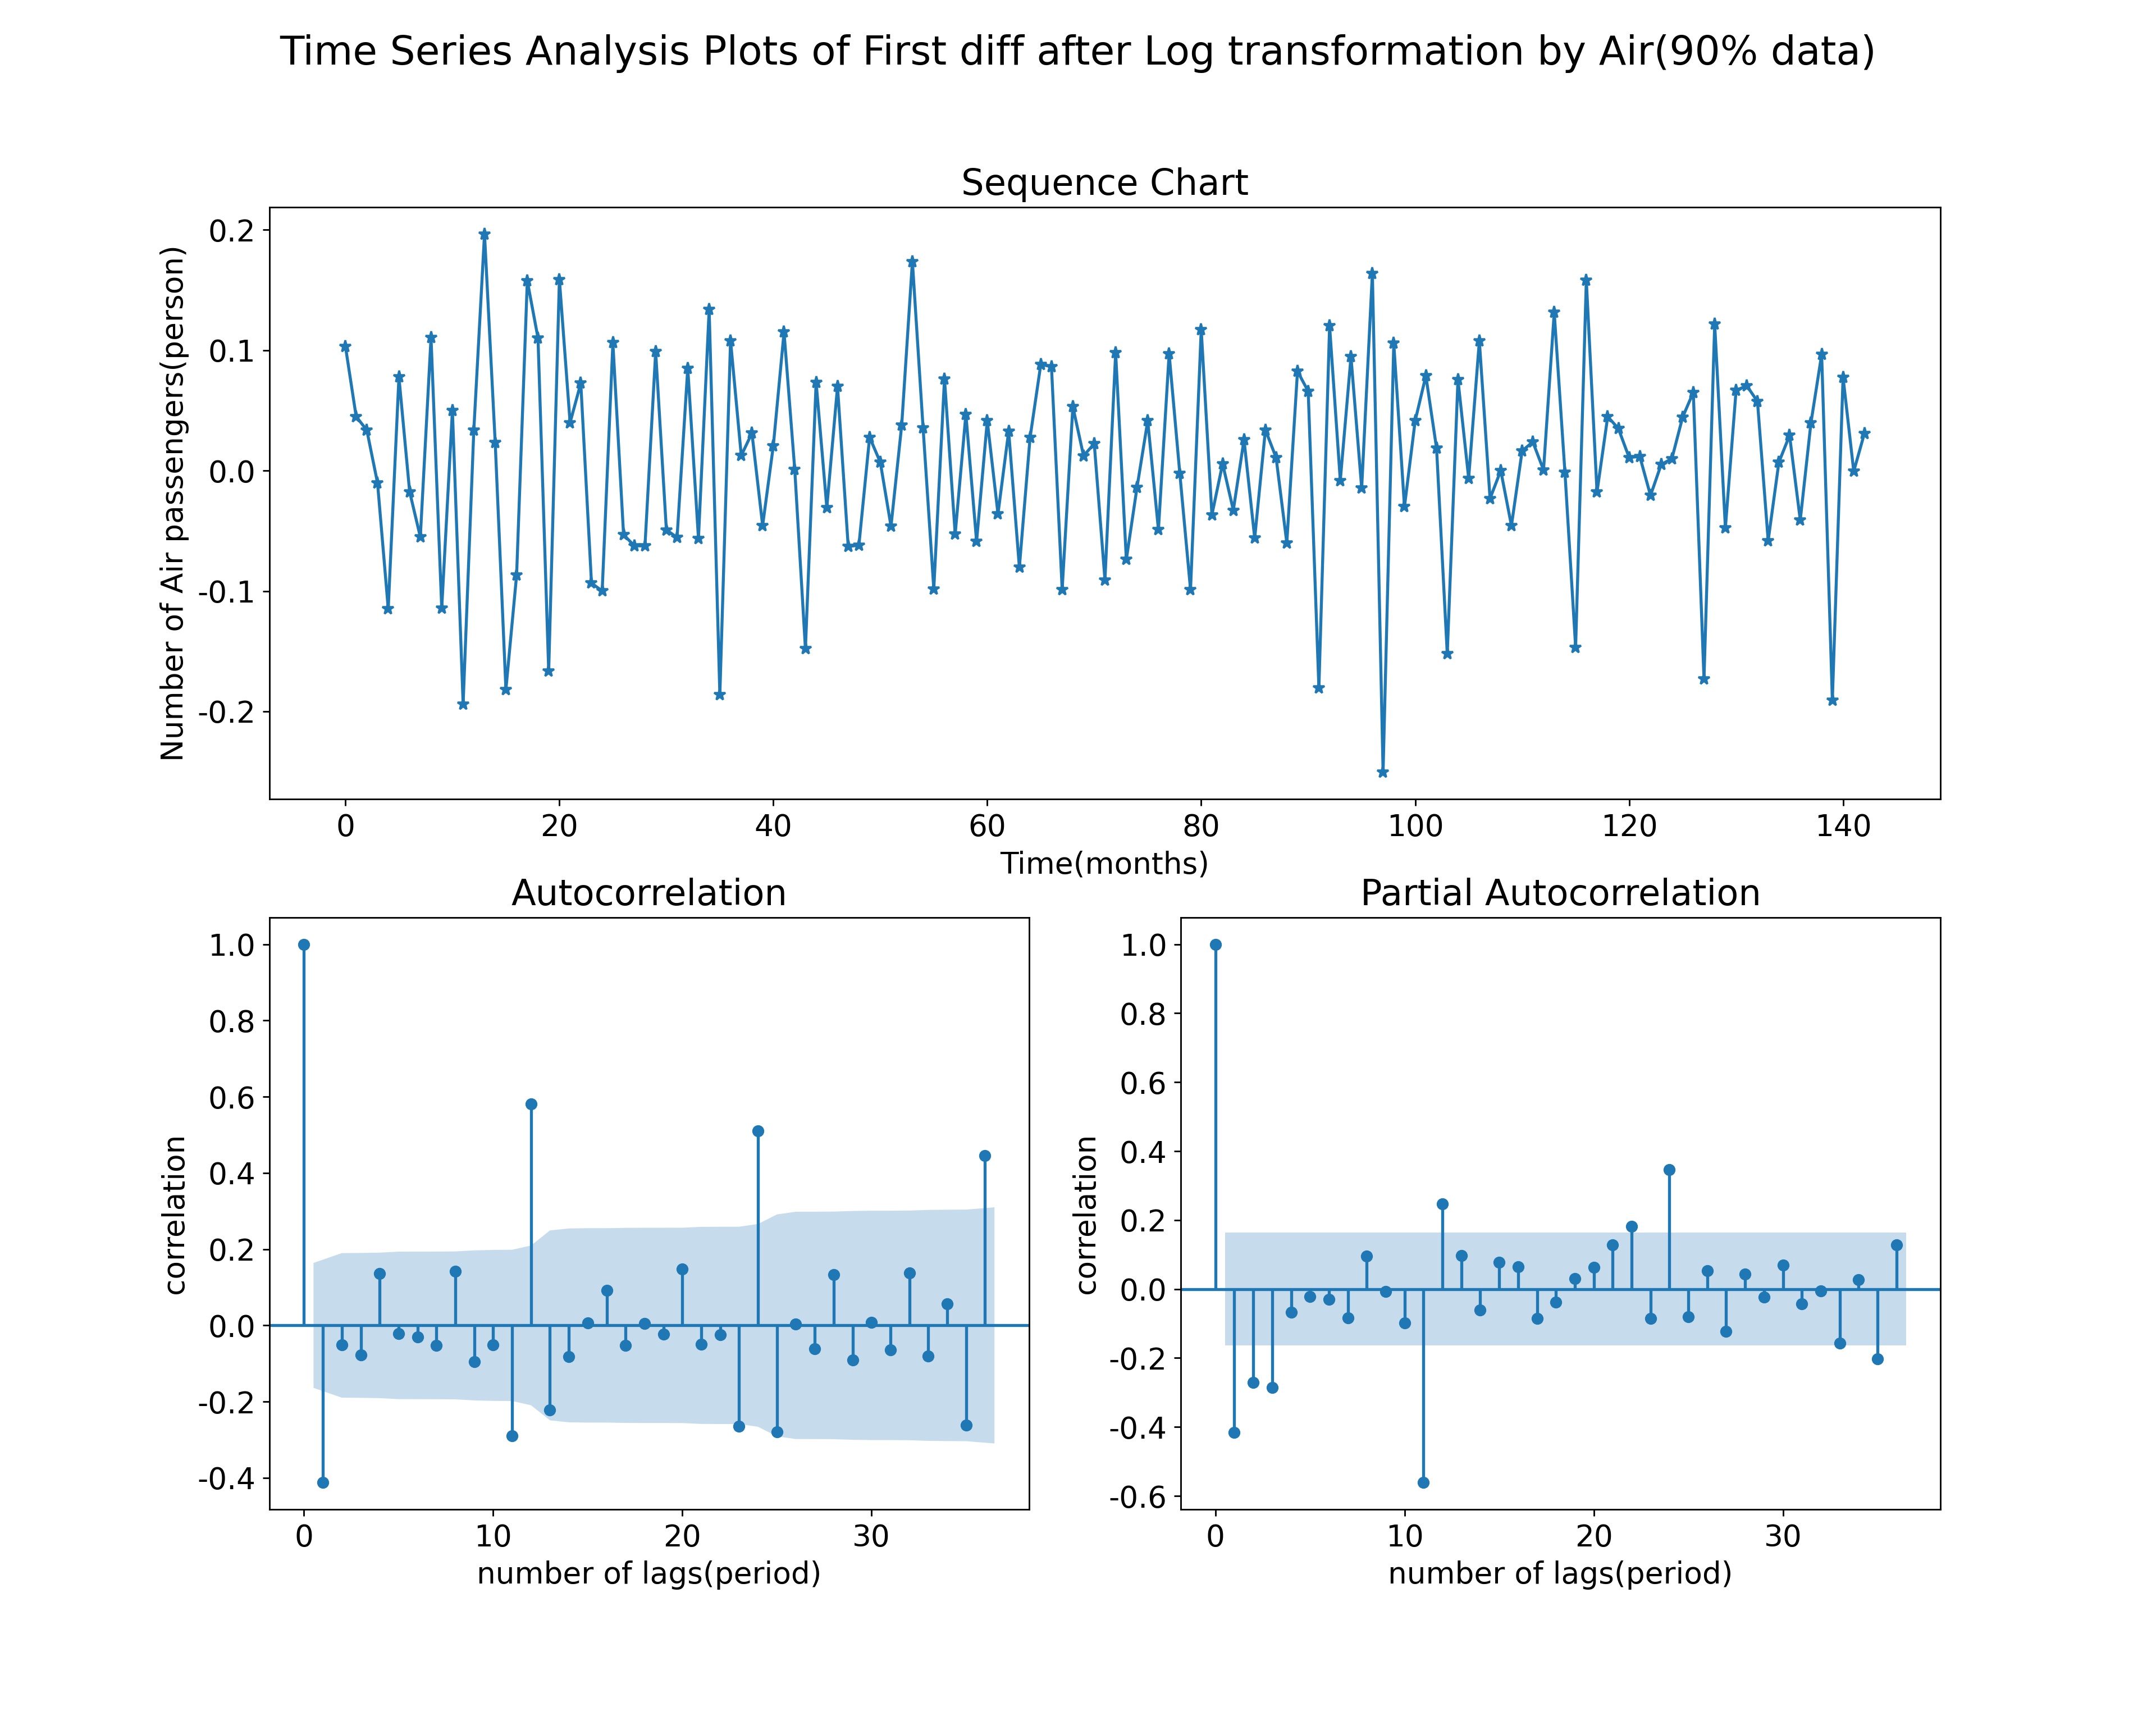 Time Series Analysis Plots of First diff after Log transformation by Air(90% data)
Sequence Chart
Number of Air passengers(person)
0.2
0.1
0.0
-0.1
-0.2
0 20 40 60 80 100 120 140
Time(months)
Autocorrelation
correlation
1.0
0.8
0.6
0.4
0.2
0.0
-0.2
-0.4
0 10 20 30
number of lags(period)
Partial Autocorrelation
correlation
1.0
0.8
0.6
0.4
0.2
0.0
-0.2
-0.4
-0.6
0 10 20 30
number of lags(period)